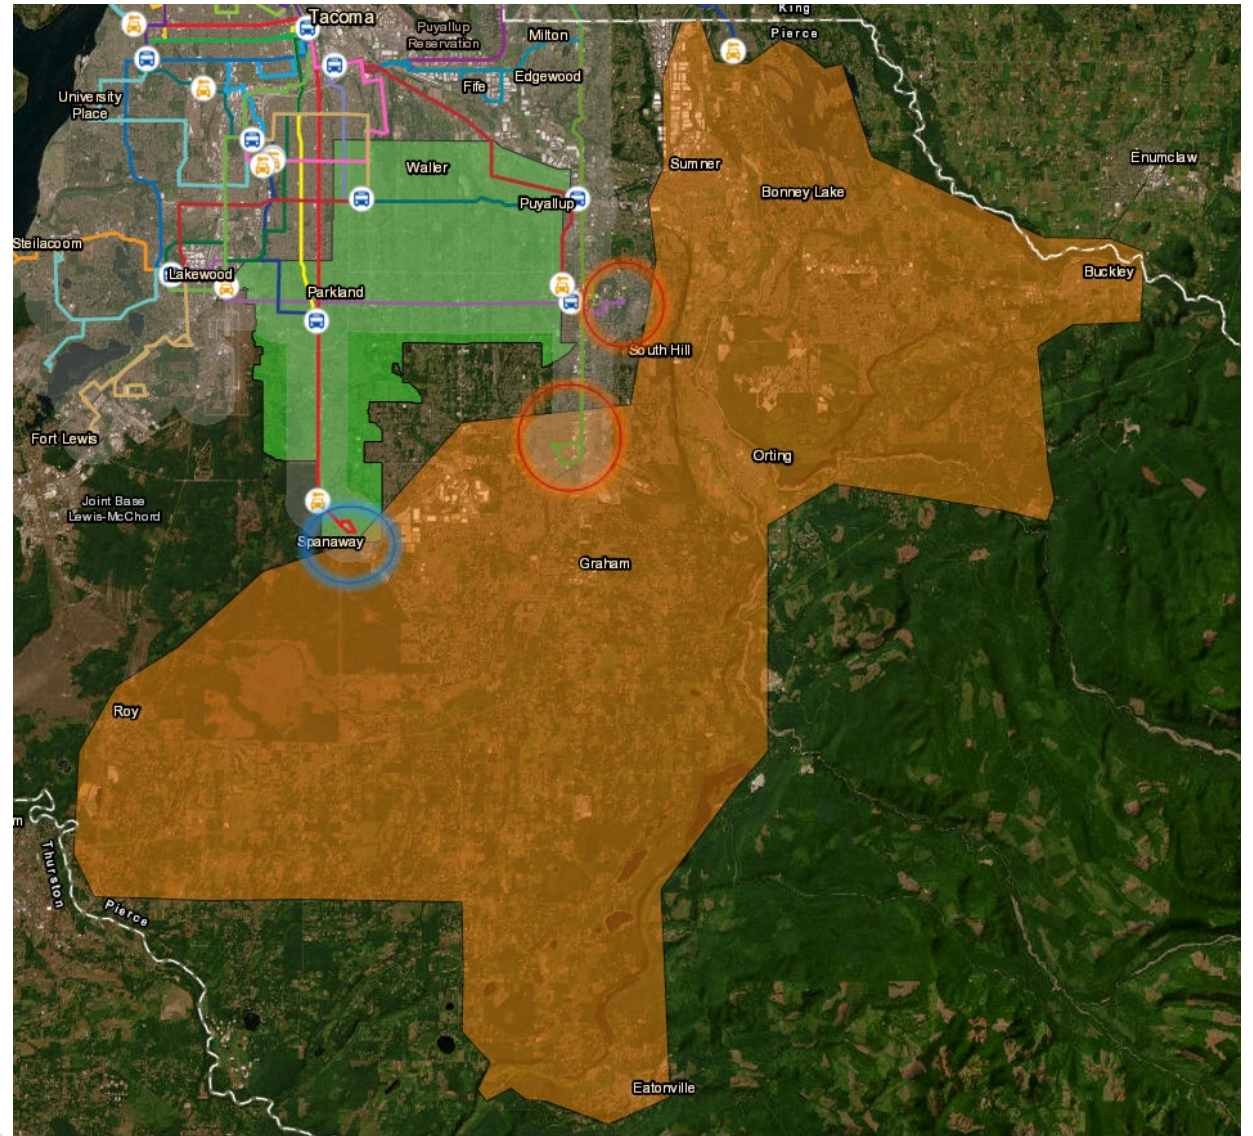 King
Pierce
Tacoma
Puyallup
Reservation
Milton
Edgewood
Fife
University
Place
Enumclaw
Waller
Sumner
Bonney Lake
Puyallup
Steilacoom
Lakewood
Buckley
Parkland
South Hill
Fort Lewis
Orting
Joint Base
Lewis-McChord
Spanaway
Graham
Roy
m
Thurston
Pierce
Eatonville